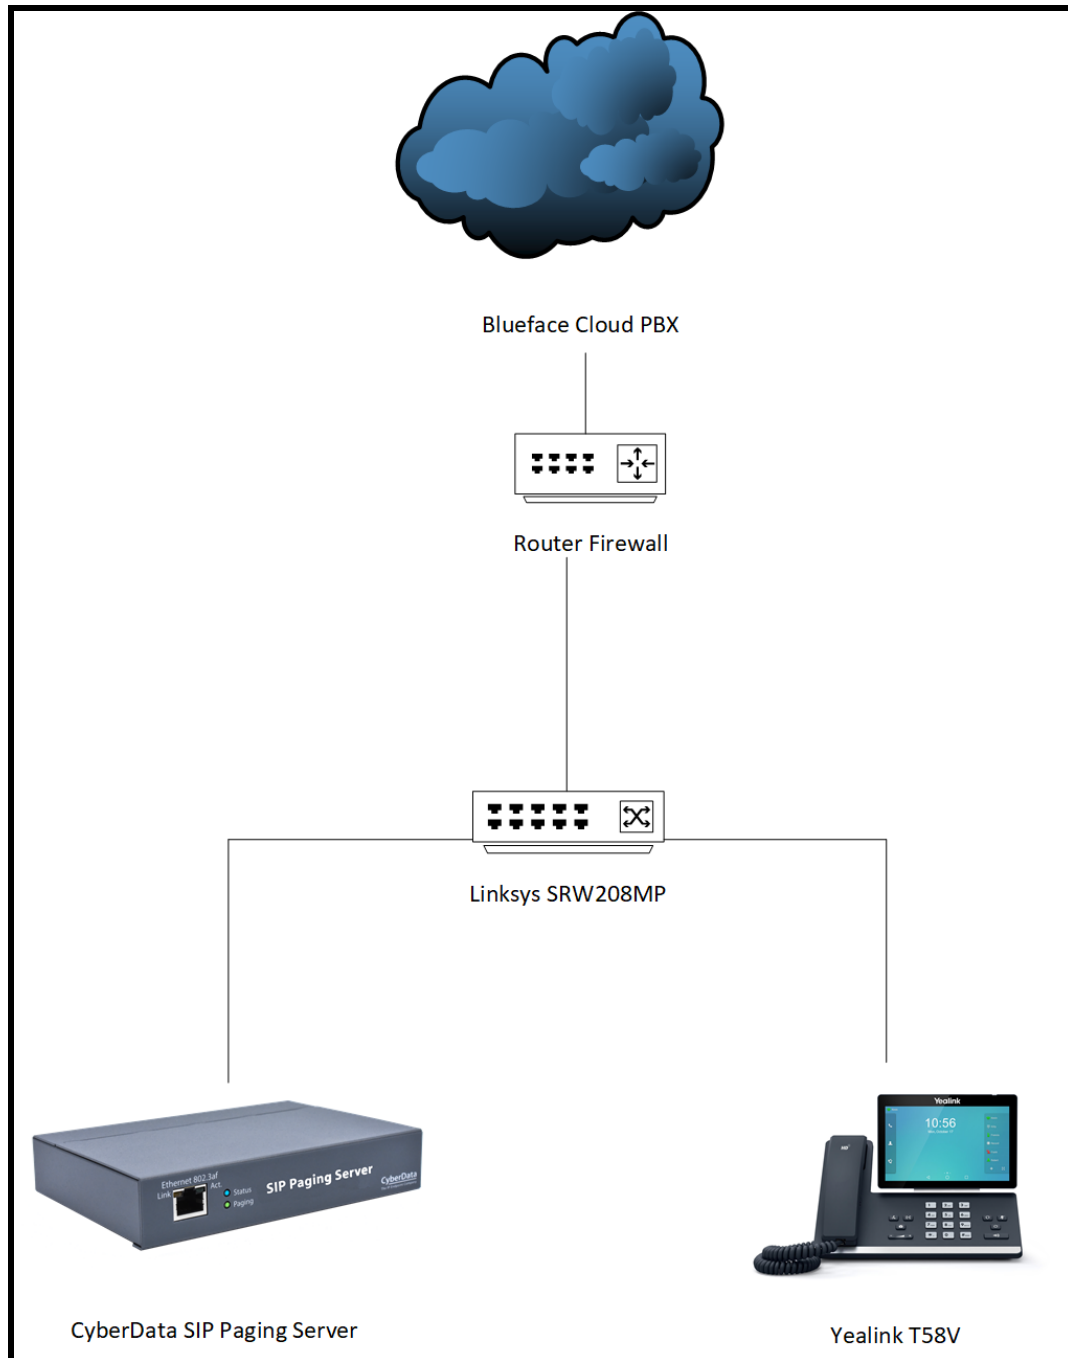 Blueface Cloud PBX
Router Firewall
Linksys SRW208MP
Ethernet 802.3af
Link
Act.
Status
Paging
SIP Paging Server
CyberData
Yealink
10:56
CyberData SIP Paging Server
Yealink T58V